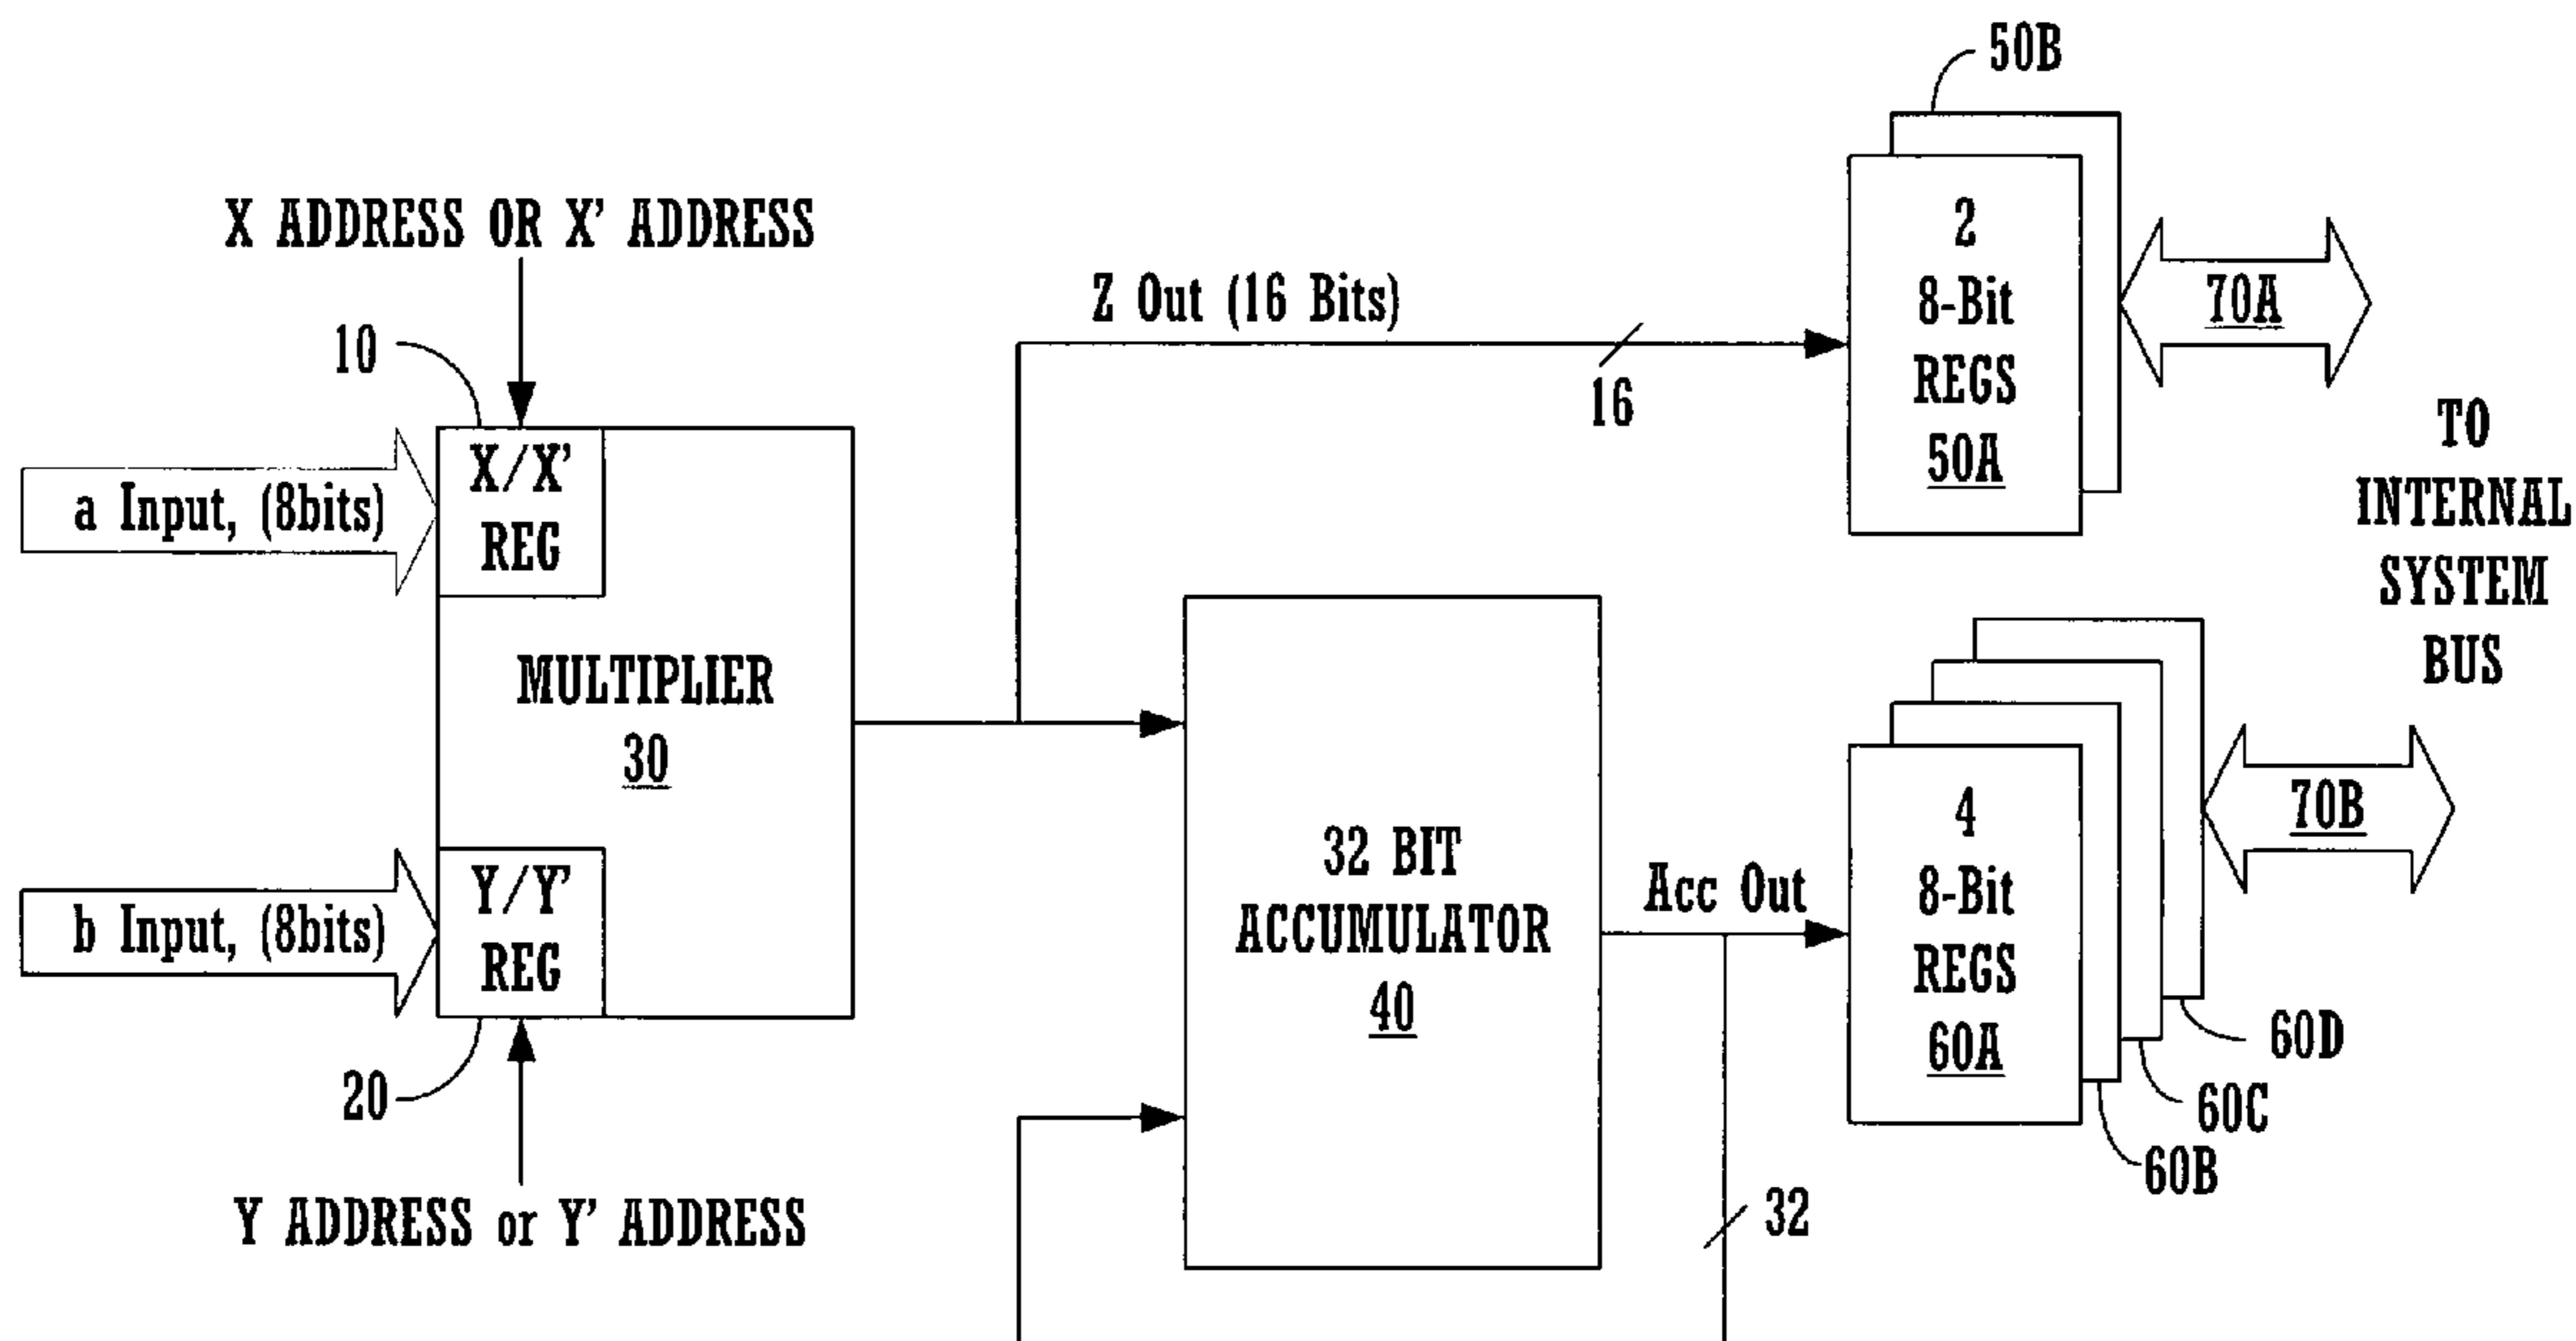 50B
2
8-Bit
REGS
50A
70A
X ADDRESS OR X' ADDRESS
Z Out (16 Bits)
16
10
X/X'
REG
a Input, (8bits)
TO
INTERNAL
SYSTEM
BUS
MULTIPLIER
30
32 BIT
ACCUMULATOR
40
Acc Out
4
8-Bit
REGS
60A
70B
b Input, (8bits)
Y/Y'
REG
20
Y ADDRESS or Y' ADDRESS
60D
60C
60B
32